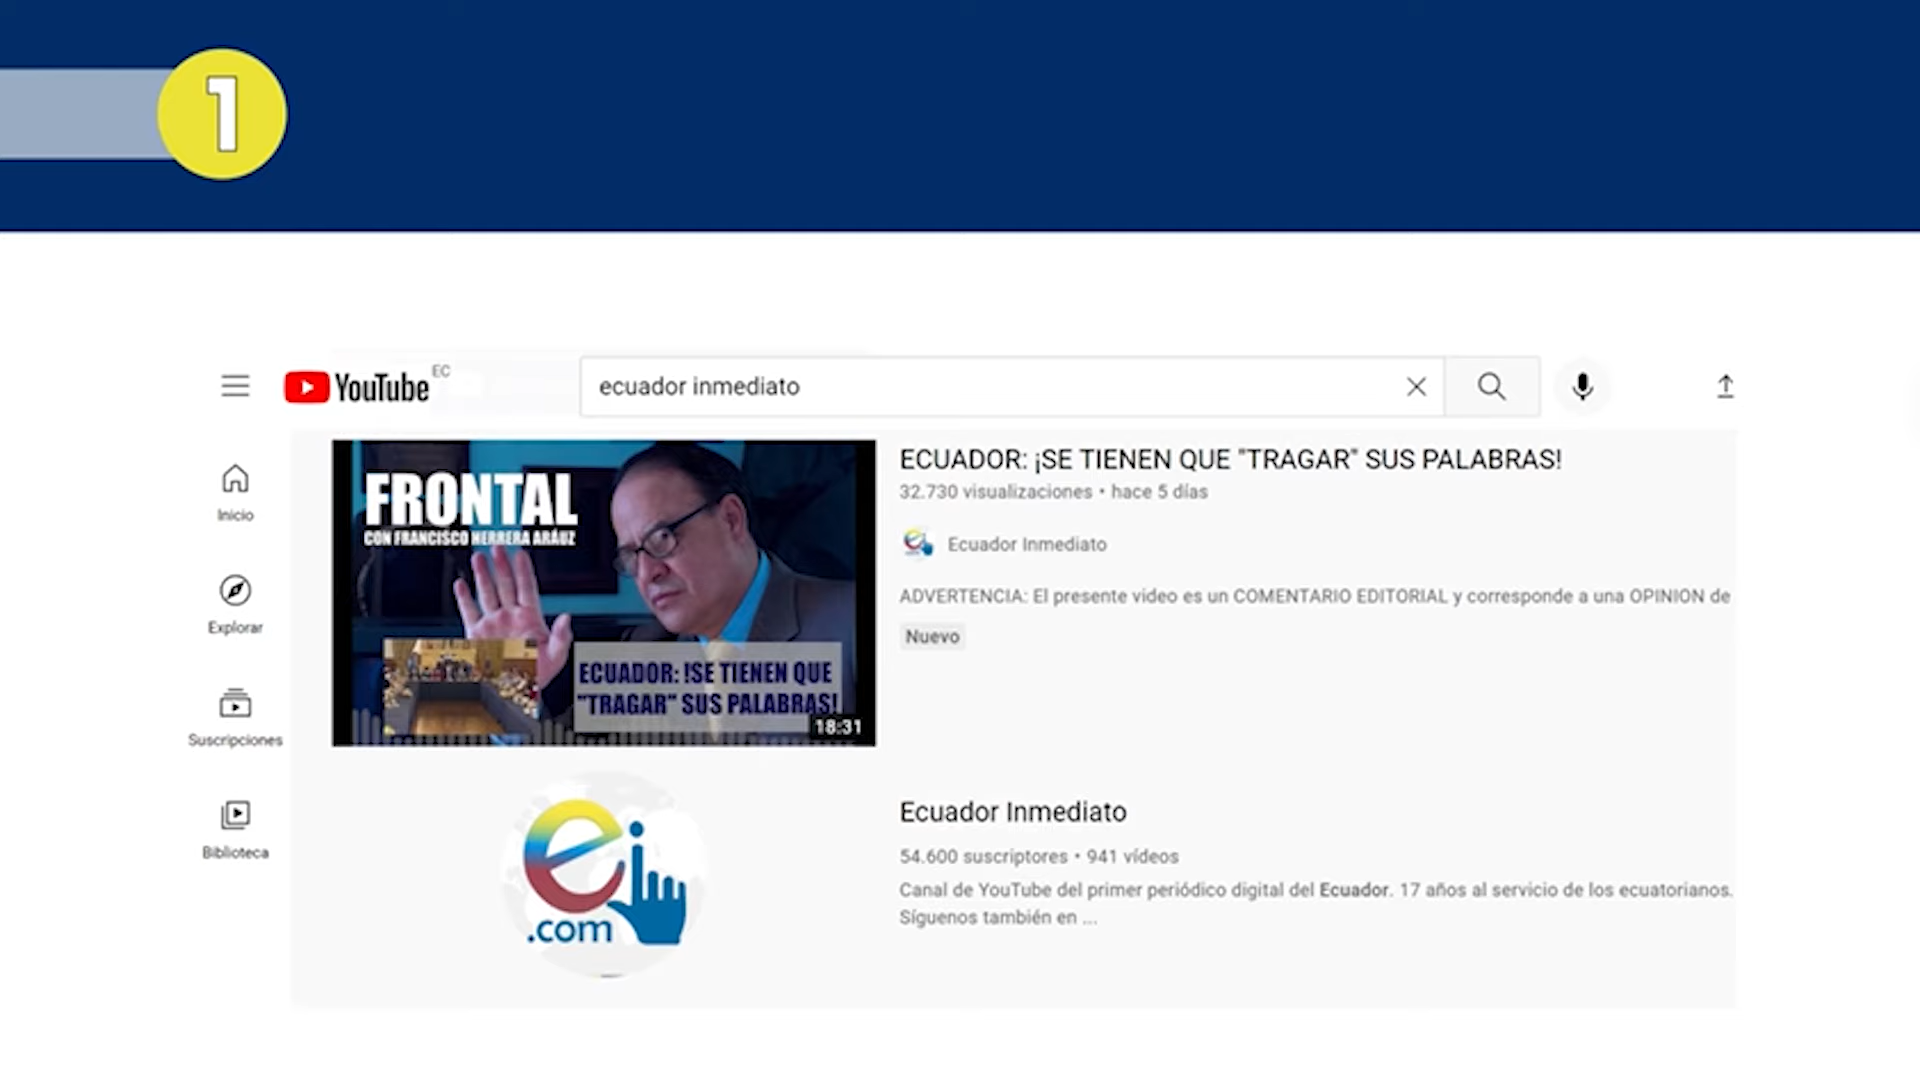 1
YouTube EC
ecuador inmediato
Inicio
Explorar
Suscripciones
Biblioteca
FRONTAL
CON FRANCISCO HERRERA ARÁUZ
ECUADOR: !SE TIENEN QUE
"TRAGAR" SUS PALABRAS!
18:31
ECUADOR: ¡SE TIENEN QUE "TRAGAR" SUS PALABRAS!
32.730 visualizaciones • hace 5 días
Ecuador Inmediato
ADVERTENCIA: El presente video es un COMENTARIO EDITORIAL y corresponde a una OPINION de
Nuevo
ei
.com
Ecuador Inmediato
54.600 suscriptores • 941 vídeos
Canal de YouTube del primer periódico digital del Ecuador. 17 años al servicio de los ecuatorianos.
Síguenos también en ...